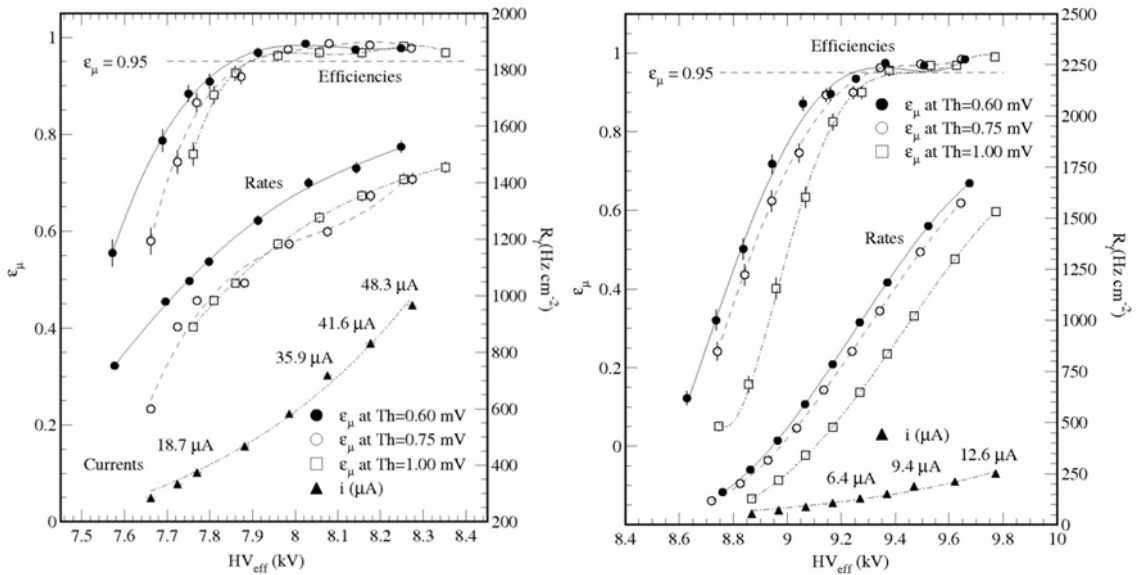 ε_μ = 0.95
Efficiencies
Rates
48.3 μA
41.6 μA
35.9 μA
18.7 μA
Currents
ε_μ at Th=0.60 mV
ε_μ at Th=0.75 mV
ε_μ at Th=1.00 mV
i (μA)
1
0.8
0.6
0.4
0.2
0
ε_μ
7.5 7.6 7.7 7.8 7.9 8 8.1 8.2 8.3 8.4
HV_eff (kV)
2000
1800
1600
1400
1200
1000
800
600
400
200
R_γ(Hz cm⁻²)
Efficiencies
ε_μ = 0.95
ε_μ at Th=0.60 mV
ε_μ at Th=0.75 mV
ε_μ at Th=1.00 mV
Rates
i (μA)
12.6 μA
9.4 μA
6.4 μA
1
0.8
0.6
0.4
0.2
0
ε_μ
8.4 8.6 8.8 9 9.2 9.4 9.6 9.8 10
HV_eff (kV)
2500
2250
2000
1750
1500
1250
1000
750
500
250
0
R_γ(Hz cm⁻²)